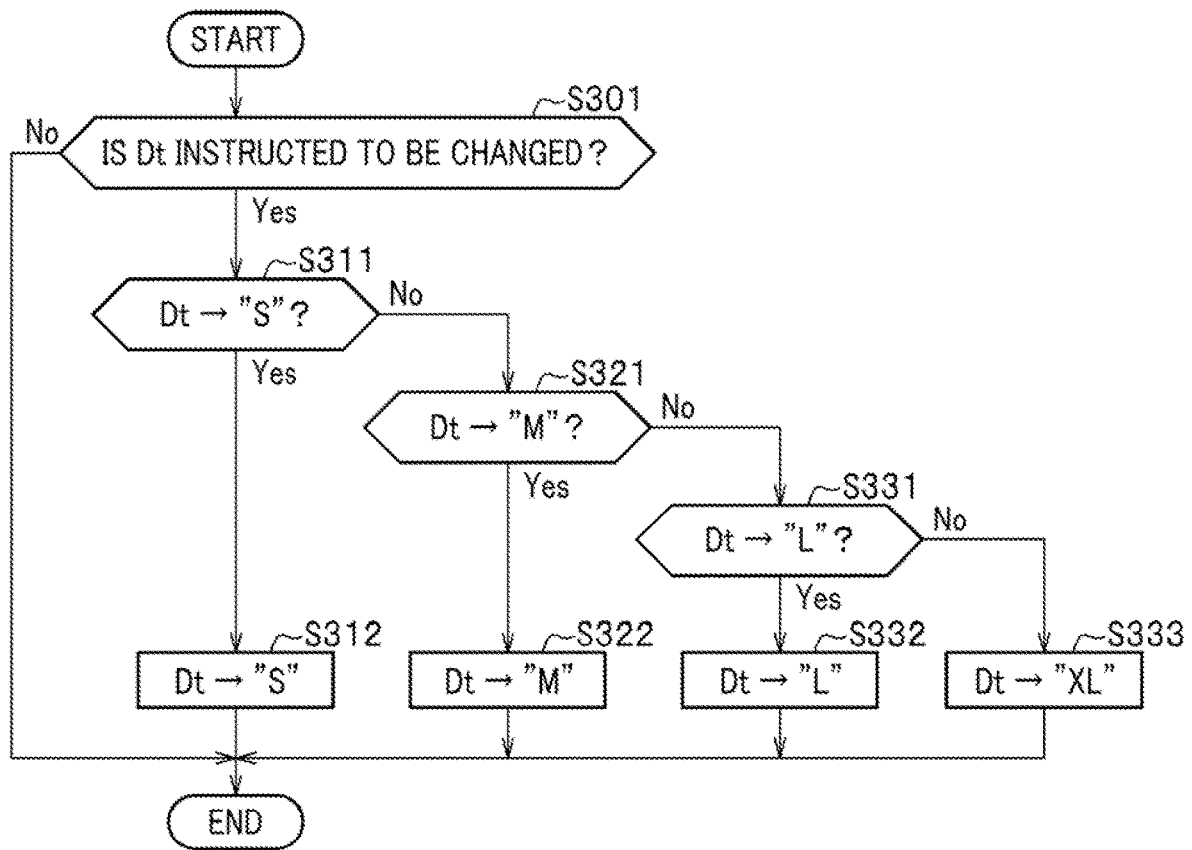 START
S301
No
IS Dt INSTRUCTED TO BE CHANGED?
Yes
S311
Dt → "S"?
No
Yes
S321
Dt → "M"?
No
Yes
S331
Dt → "L"?
No
Yes
S312
Dt → "S"
S322
Dt → "M"
S332
Dt → "L"
S333
Dt → "XL"
END